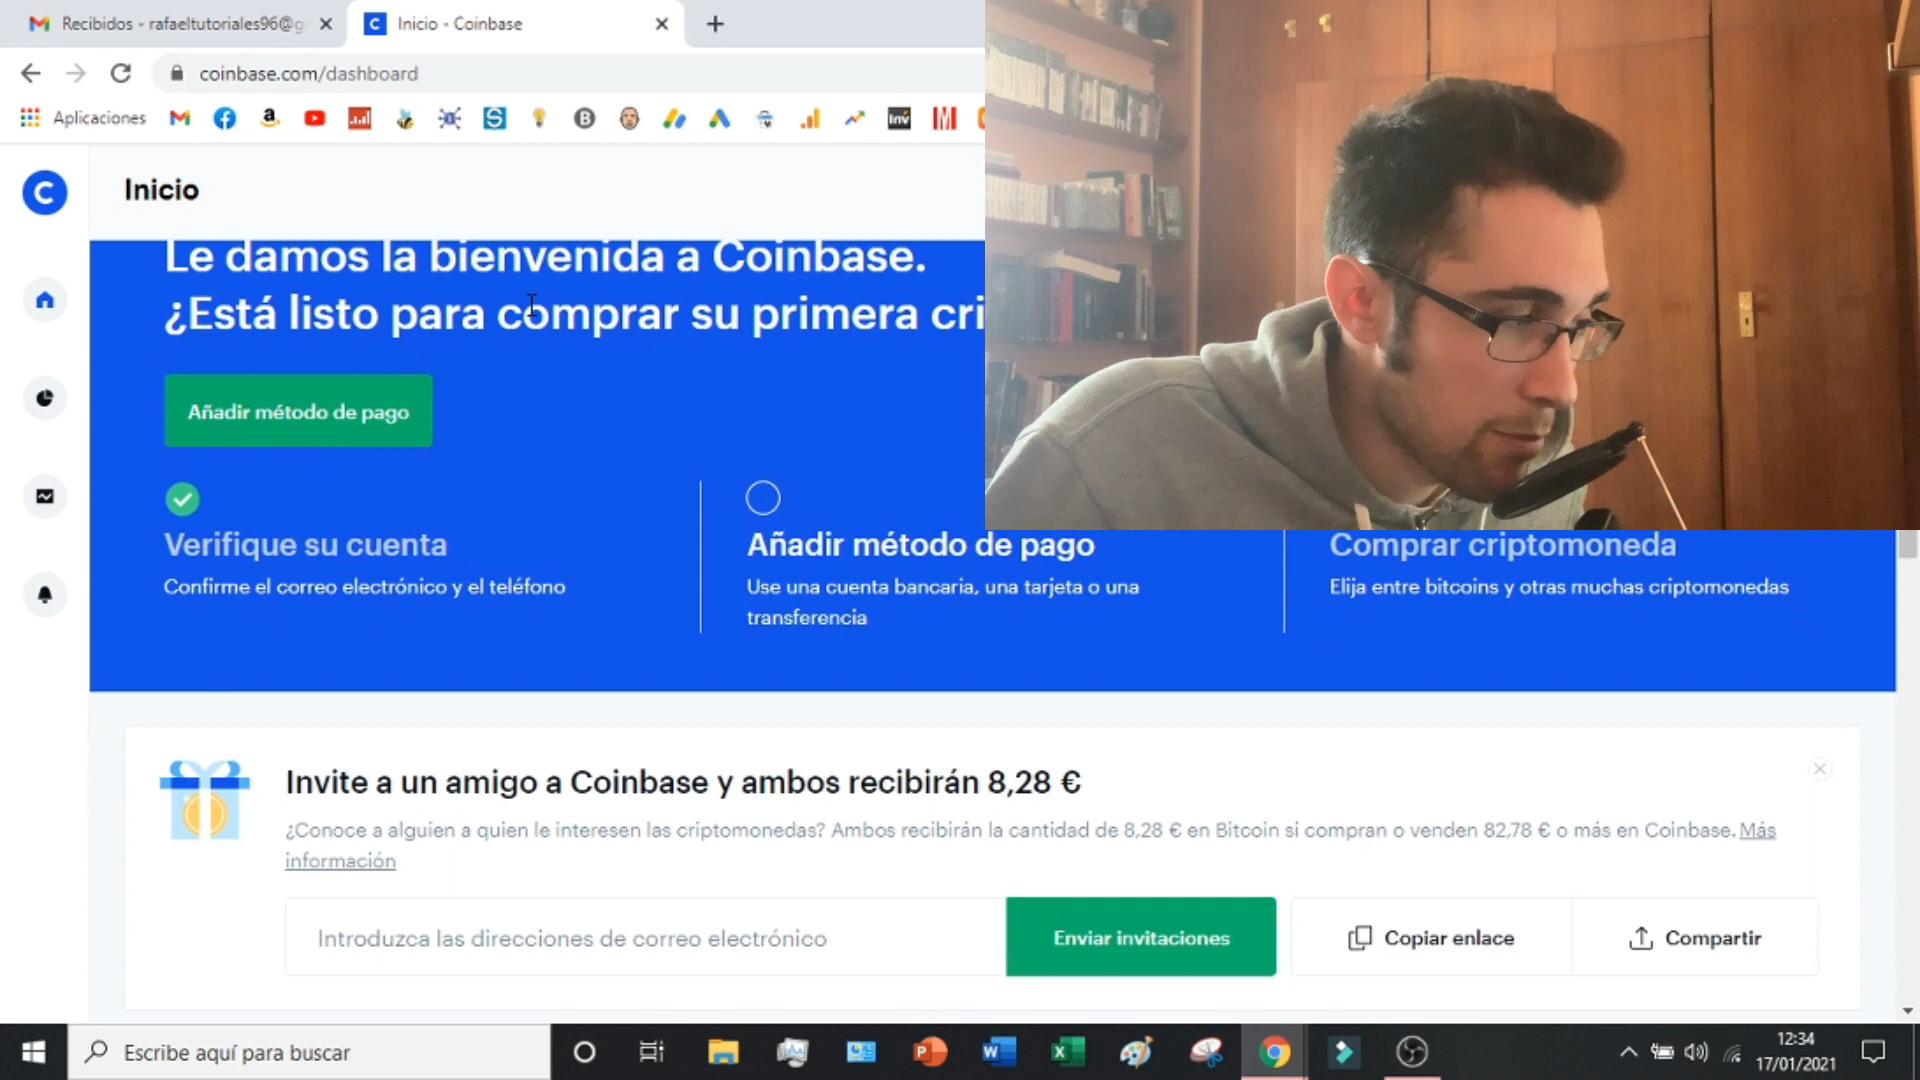 Recibidos - rafaeltutoriales96@g
Inicio - Coinbase
coinbase.com/dashboard
Aplicaciones
Inicio
Le damos la bienvenida a Coinbase.
¿Está listo para comprar su primera cri
Añadir método de pago
Verifique su cuenta
Confirme el correo electrónico y el teléfono
Añadir método de pago
Use una cuenta bancaria, una tarjeta o una
transferencia
Comprar criptomoneda
Elija entre bitcoins y otras muchas criptomonedas
Invite a un amigo a Coinbase y ambos recibirán 8,28 €
¿Conoce a alguien a quien le interesen las criptomonedas? Ambos recibirán la cantidad de 8,28 € en Bitcoin si compran o venden 82,78 € o más en Coinbase. Más
información
Introduzca las direcciones de correo electrónico
Enviar invitaciones
Copiar enlace
Compartir
Escribe aquí para buscar
12:34
17/01/2021